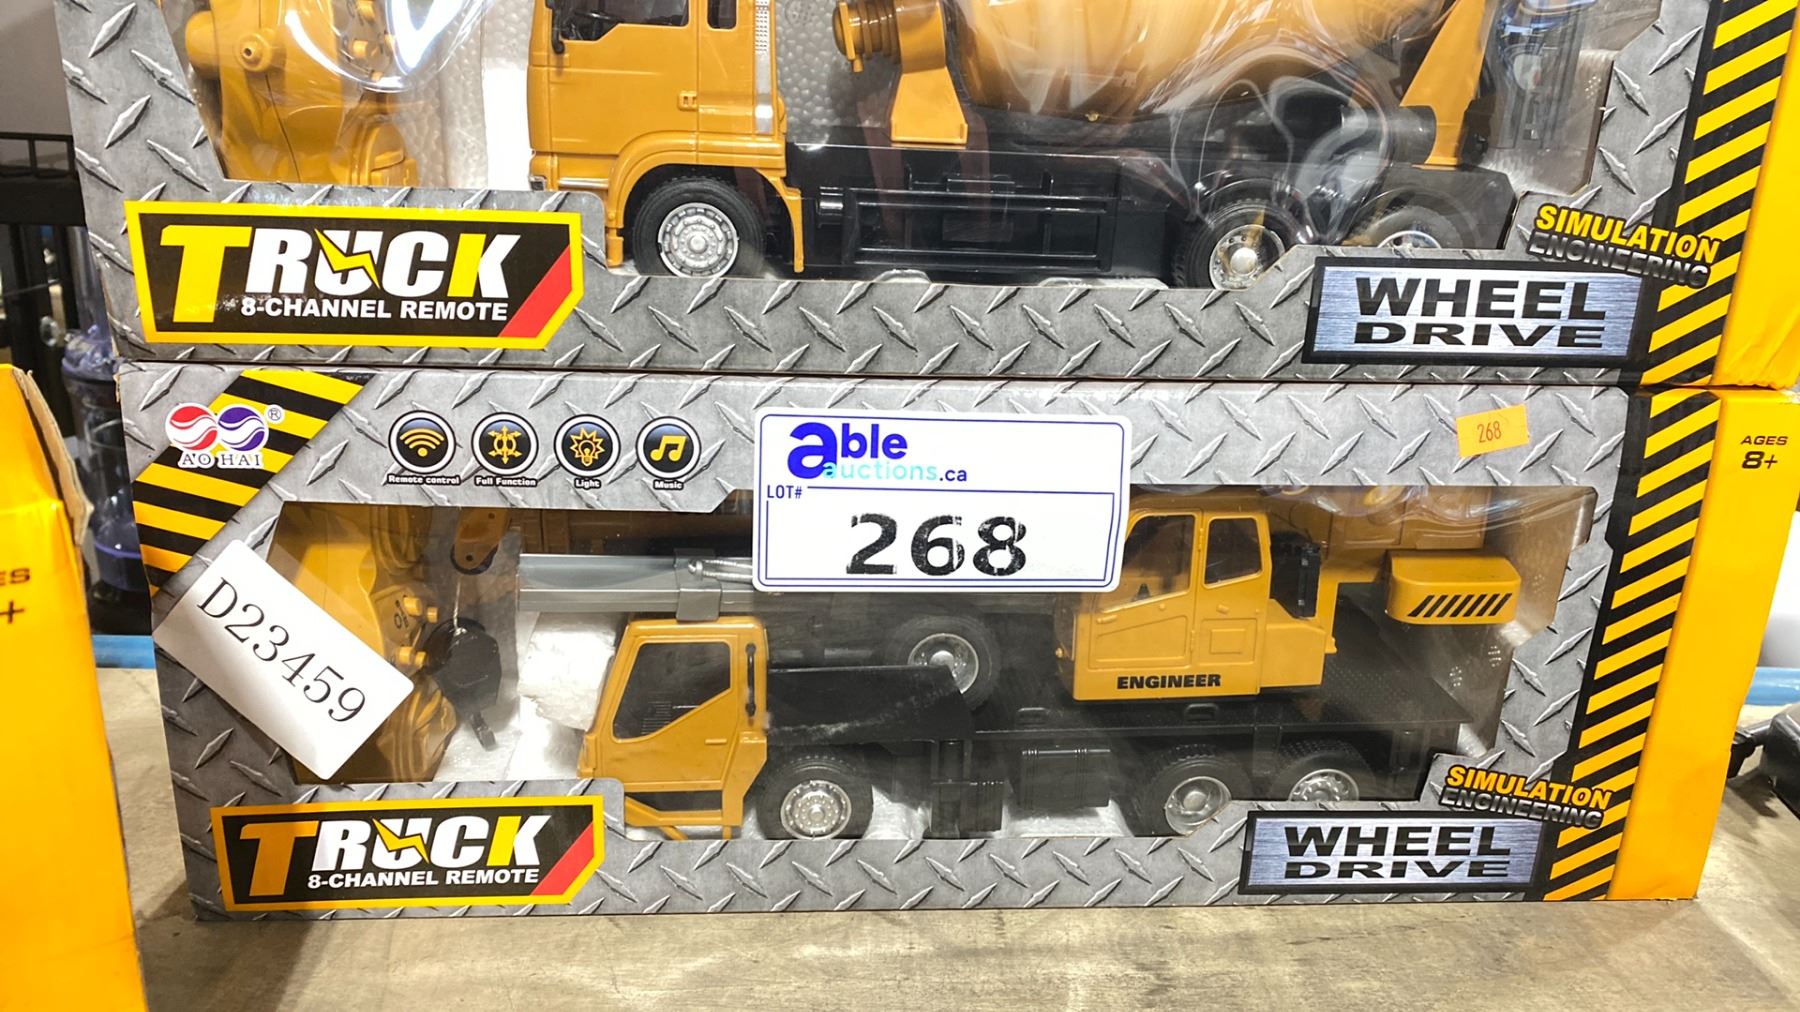 TRUCK
8-CHANNEL REMOTE
SIMULATION
ENGINEERING
WHEEL
DRIVE
AO HAI
®
Remote control
Full Function
Light
Music
able
auctions.ca
LOT#
268
268
AGES
8+
D23459
ENGINEER
TRUCK
8-CHANNEL REMOTE
SIMULATION
ENGINEERING
WHEEL
DRIVE